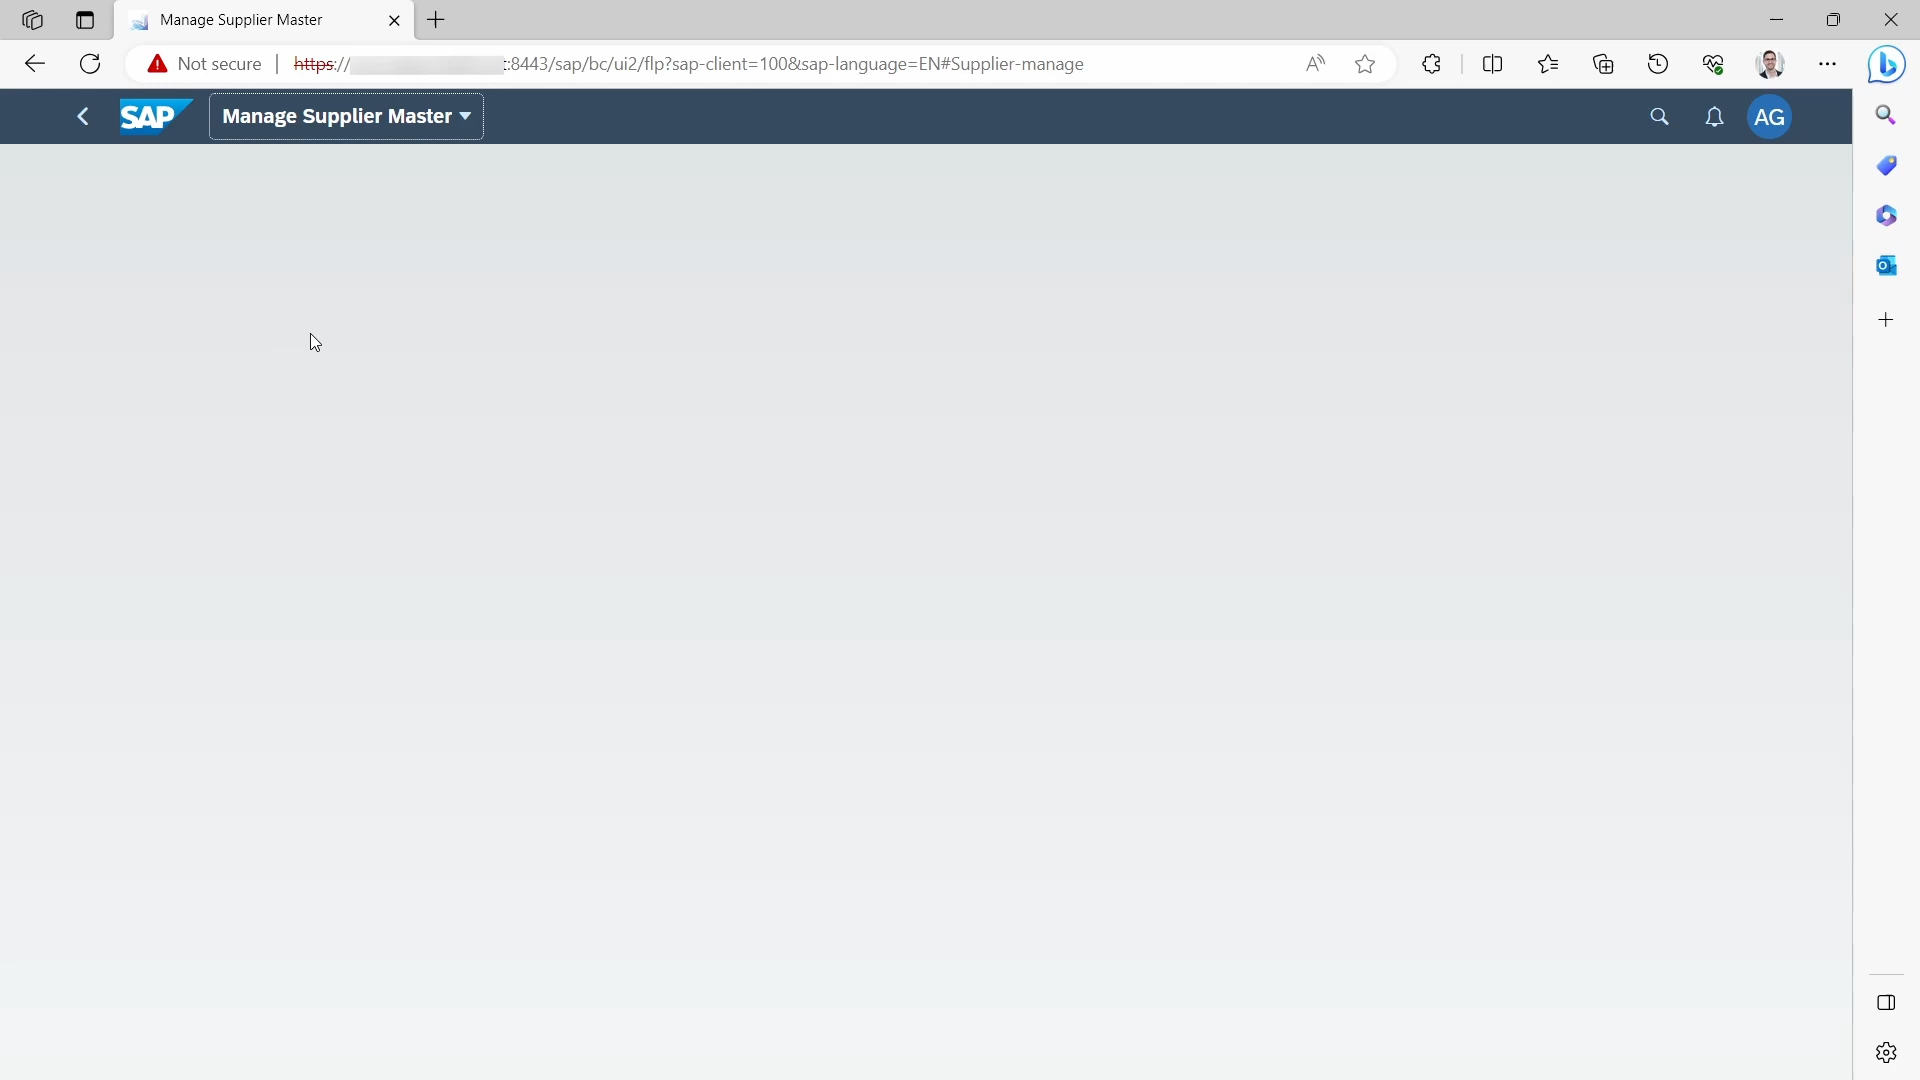 Manage Supplier Master
Not secure
https://
:8443/sap/bc/ui2/flp?sap-client=100&sap-language=EN#Supplier-manage
SAP
Manage Supplier Master
AG